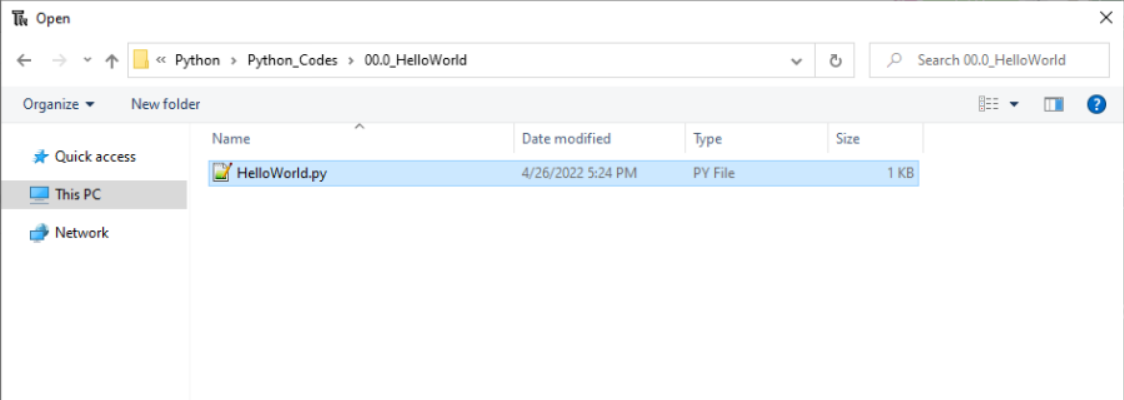 Open
« Python › Python_Codes › 00.0_HelloWorld Search 00.0_HelloWorld
Organize New folder
Name Date modified Type Size
Quick access
HelloWorld.py 4/26/2022 5:24 PM PY File 1 KB
This PC
Network